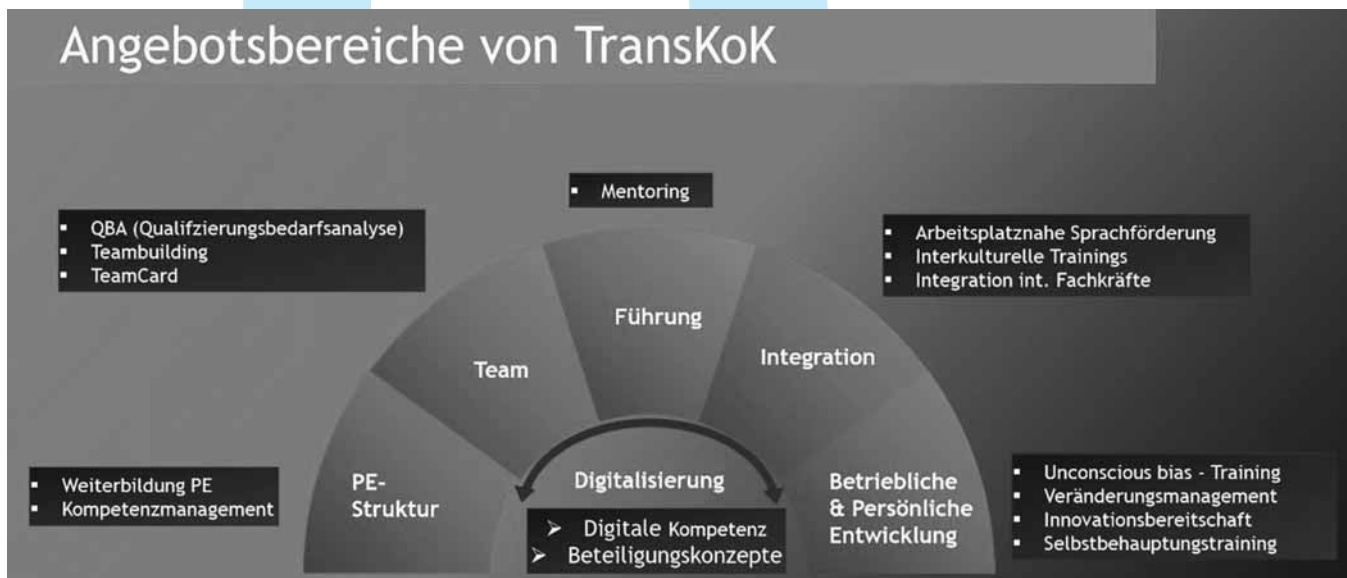 Angebotsbereiche von TransKoK
▪ Mentoring
▪ QBA (Qualifzierungsbedarfsanalyse)
▪ Teambuilding
▪ TeamCard
▪ Arbeitsplatznahe Sprachförderung
▪ Interkulturelle Trainings
▪ Integration int. Fachkräfte
Führung
Team
Integration
▪ Weiterbildung PE
▪ Kompetenzmanagement
PE-
Struktur
Digitalisierung
➢ Digitale Kompetenz
➢ Beteiligungskonzepte
Betriebliche
& Persönliche
Entwicklung
▪ Unconscious bias - Training
▪ Veränderungsmanagement
▪ Innovationsbereitschaft
▪ Selbstbehauptungstraining